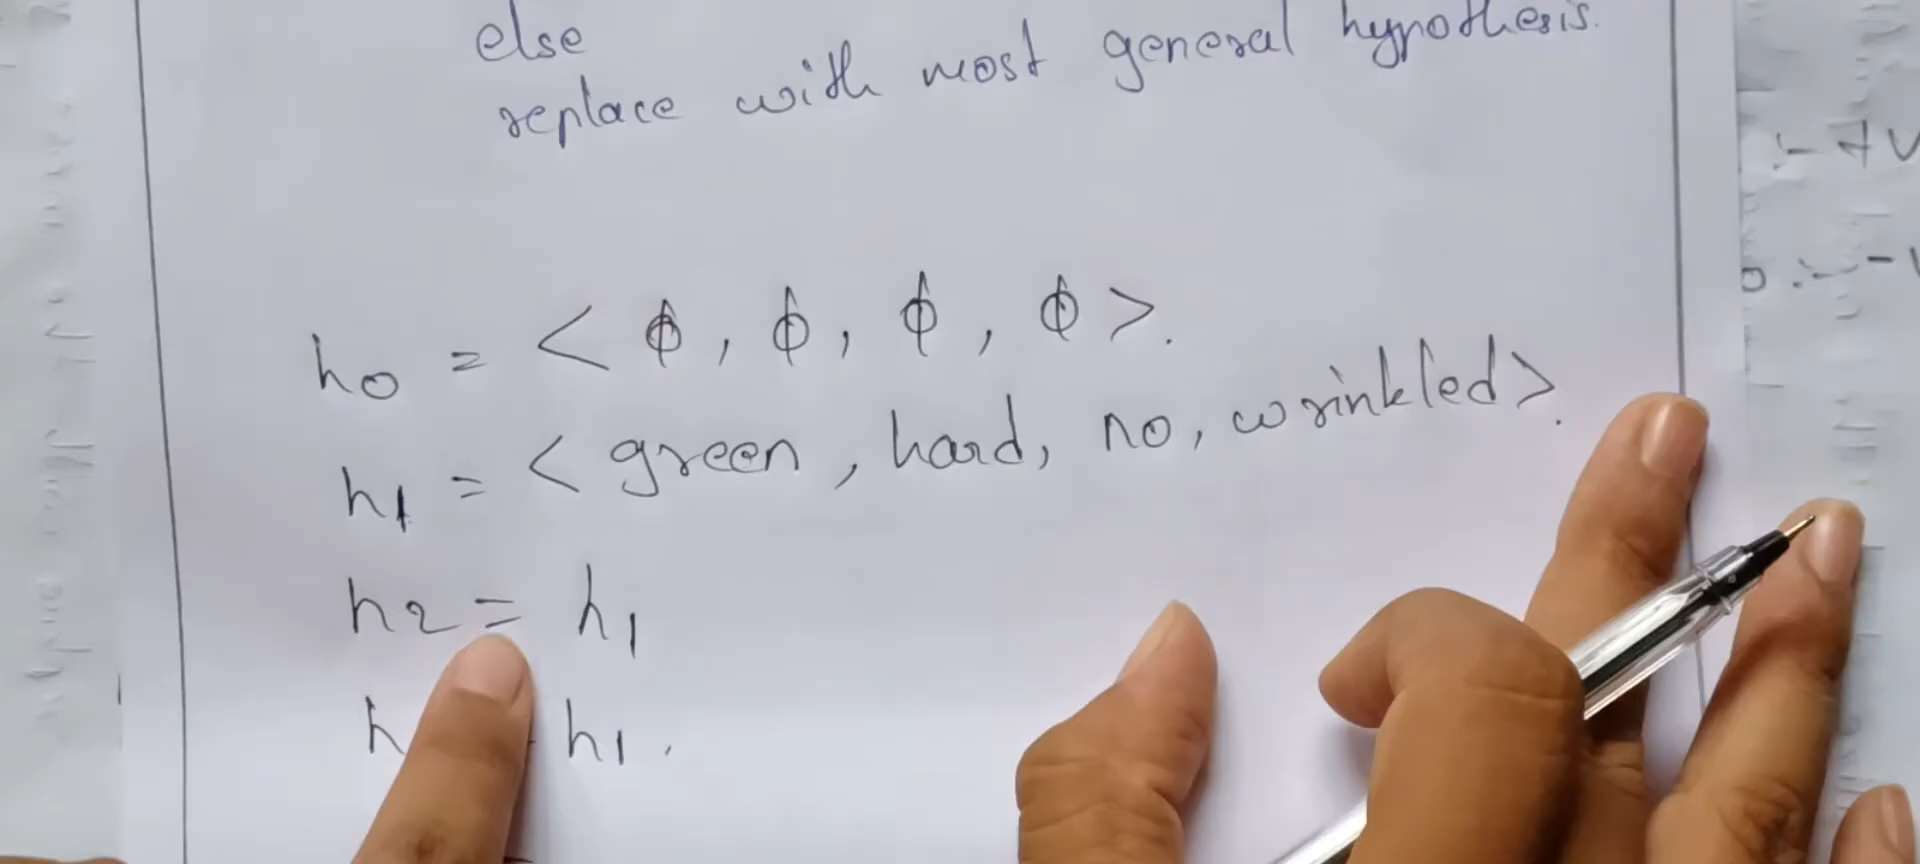 else
replace with most general hypothesis.
h0 = < ϕ, ϕ, ϕ, ϕ >.
h1 = < green, hard, no, wrinkled >.
h2 = h1
h h1.